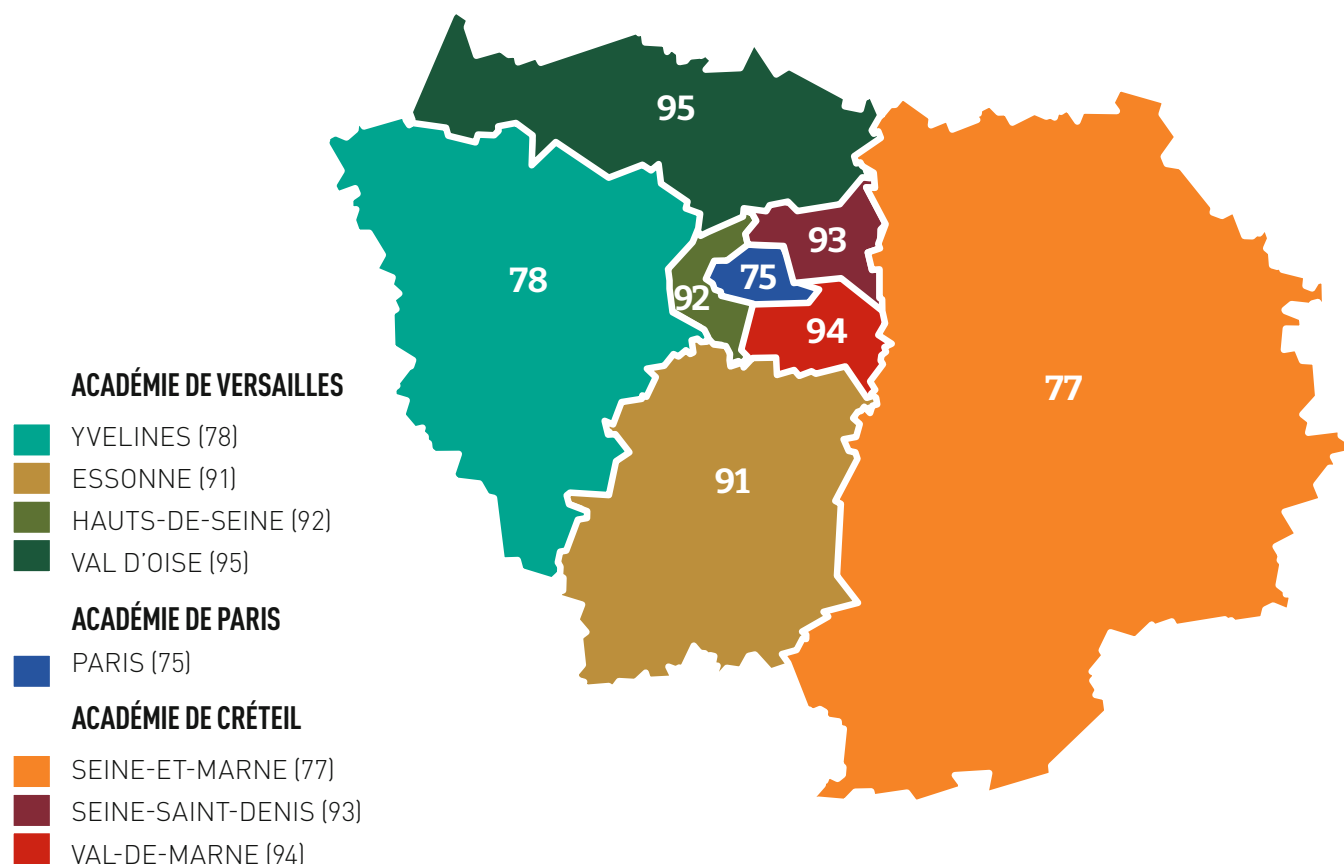 95
93
78
75
92
94
77
91
ACADÉMIE DE VERSAILLES
YVELINES (78)
ESSONNE (91)
HAUTS-DE-SEINE (92)
VAL D'OISE (95)
ACADÉMIE DE PARIS
PARIS (75)
ACADÉMIE DE CRÉTEIL
SEINE-ET-MARNE (77)
SEINE-SAINT-DENIS (93)
VAL-DE-MARNE (94)